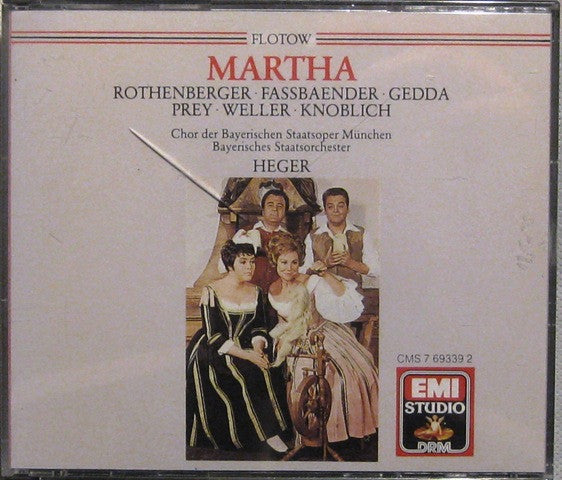 FLOTOW
MARTHA
ROTHENBERGER · FASSBAENDER · GEDDA
PREY · WELLER · KNOBLICH
Chor der Bayerischen Staatsoper München
Bayerisches Staatsorchester
HEGER
CMS 7 69339 2
EMI
STUDIO
DRM